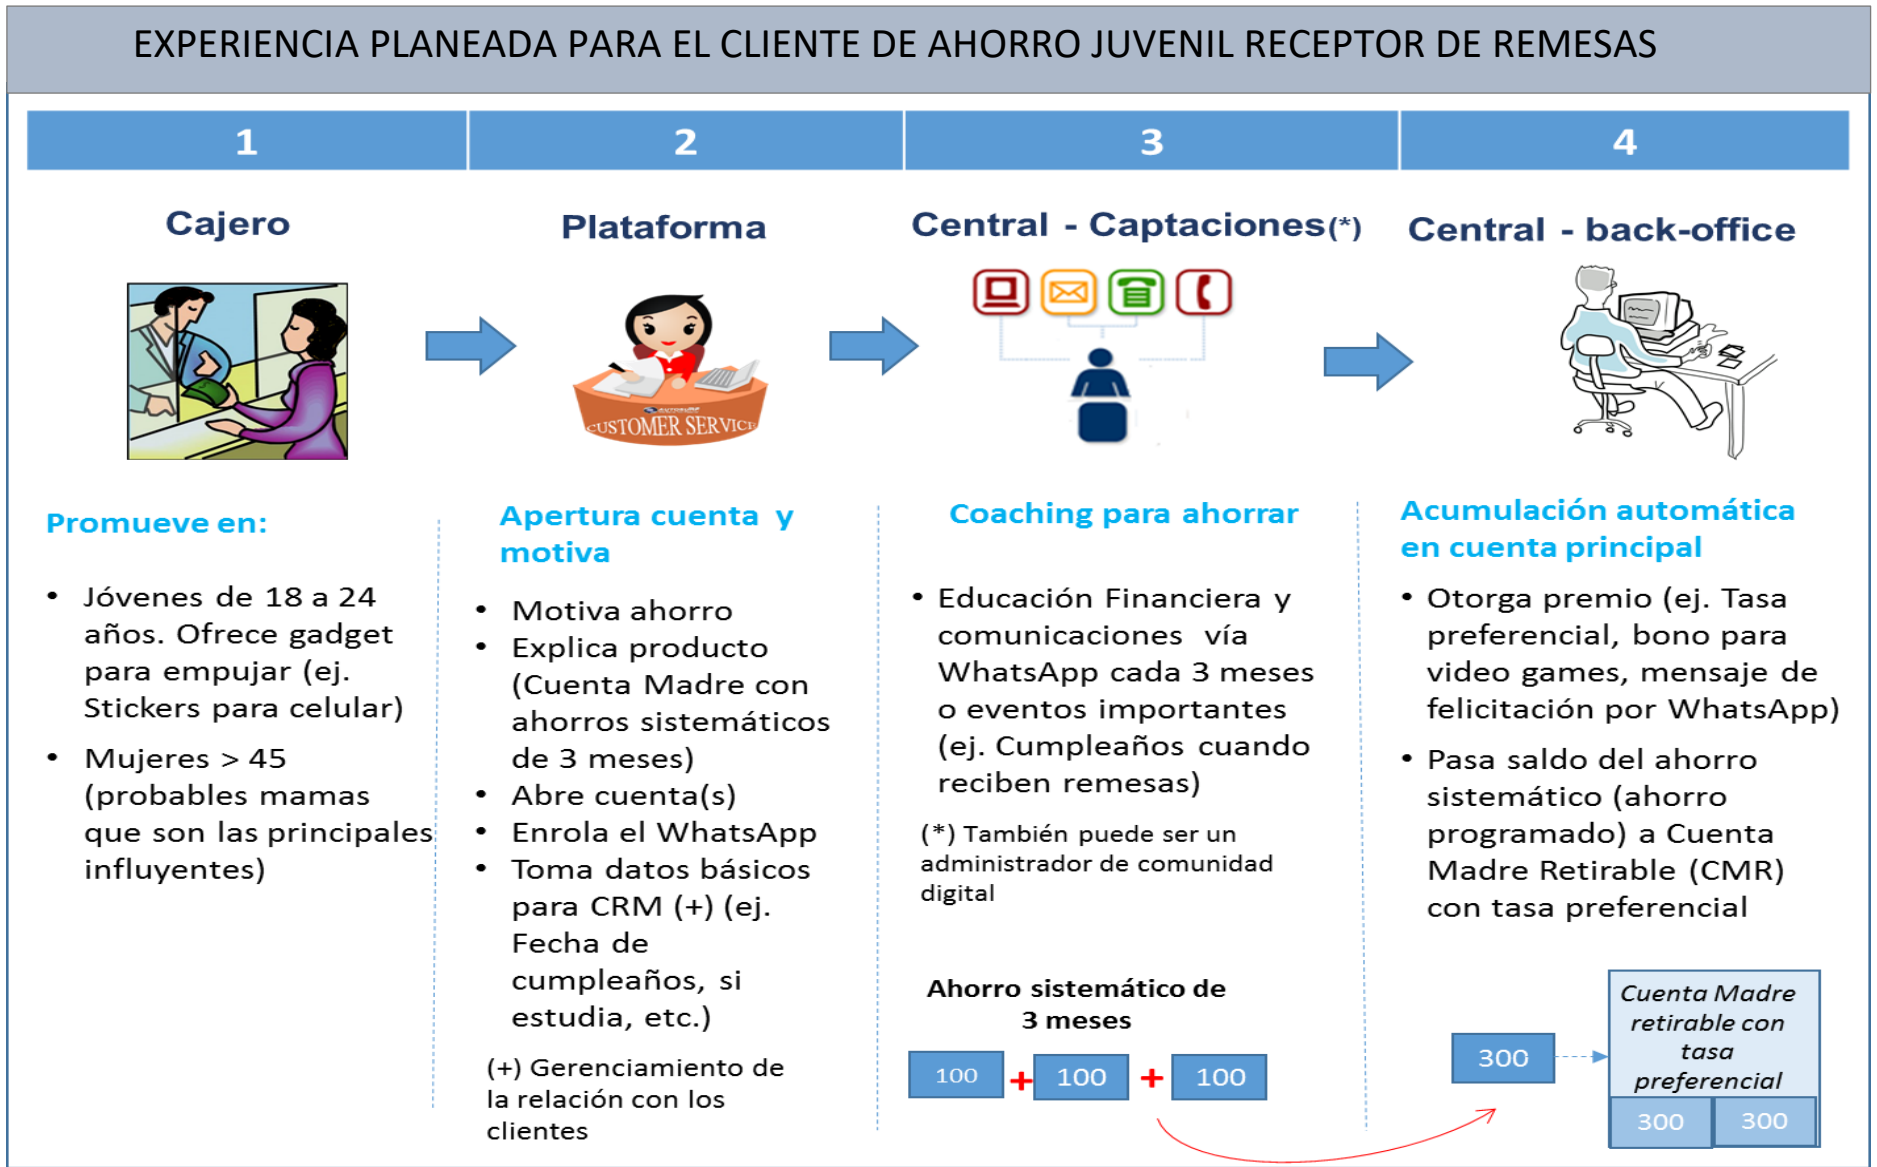 EXPERIENCIA PLANEADA PARA EL CLIENTE DE AHORRO JUVENIL RECEPTOR DE REMESAS
1
2
3
4
Cajero
Plataforma
Central - Captaciones(*)
Central - back-office
CUSTOMER SERVICE
Promueve en:
• Jóvenes de 18 a 24
años. Ofrece gadget
para empujar (ej.
Stickers para celular)
• Mujeres > 45
(probables mamas
que son las principales
influyentes)
Apertura cuenta y
motiva
• Motiva ahorro
• Explica producto
(Cuenta Madre con
ahorros sistemáticos
de 3 meses)
• Abre cuenta(s)
• Enrola el WhatsApp
• Toma datos básicos
para CRM (+) (ej.
Fecha de
cumpleaños, si
estudia, etc.)
(+) Gerenciamiento de
la relación con los
clientes
Coaching para ahorrar
• Educación Financiera y
comunicaciones vía
WhatsApp cada 3 meses
o eventos importantes
(ej. Cumpleaños cuando
reciben remesas)
(*) También puede ser un
administrador de comunidad
digital
Ahorro sistemático de
3 meses
100 + 100 + 100
Acumulación automática
en cuenta principal
• Otorga premio (ej. Tasa
preferencial, bono para
video games, mensaje de
felicitación por WhatsApp)
• Pasa saldo del ahorro
sistemático (ahorro
programado) a Cuenta
Madre Retirable (CMR)
con tasa preferencial
300
Cuenta Madre
retirable con
tasa
preferencial
300 300